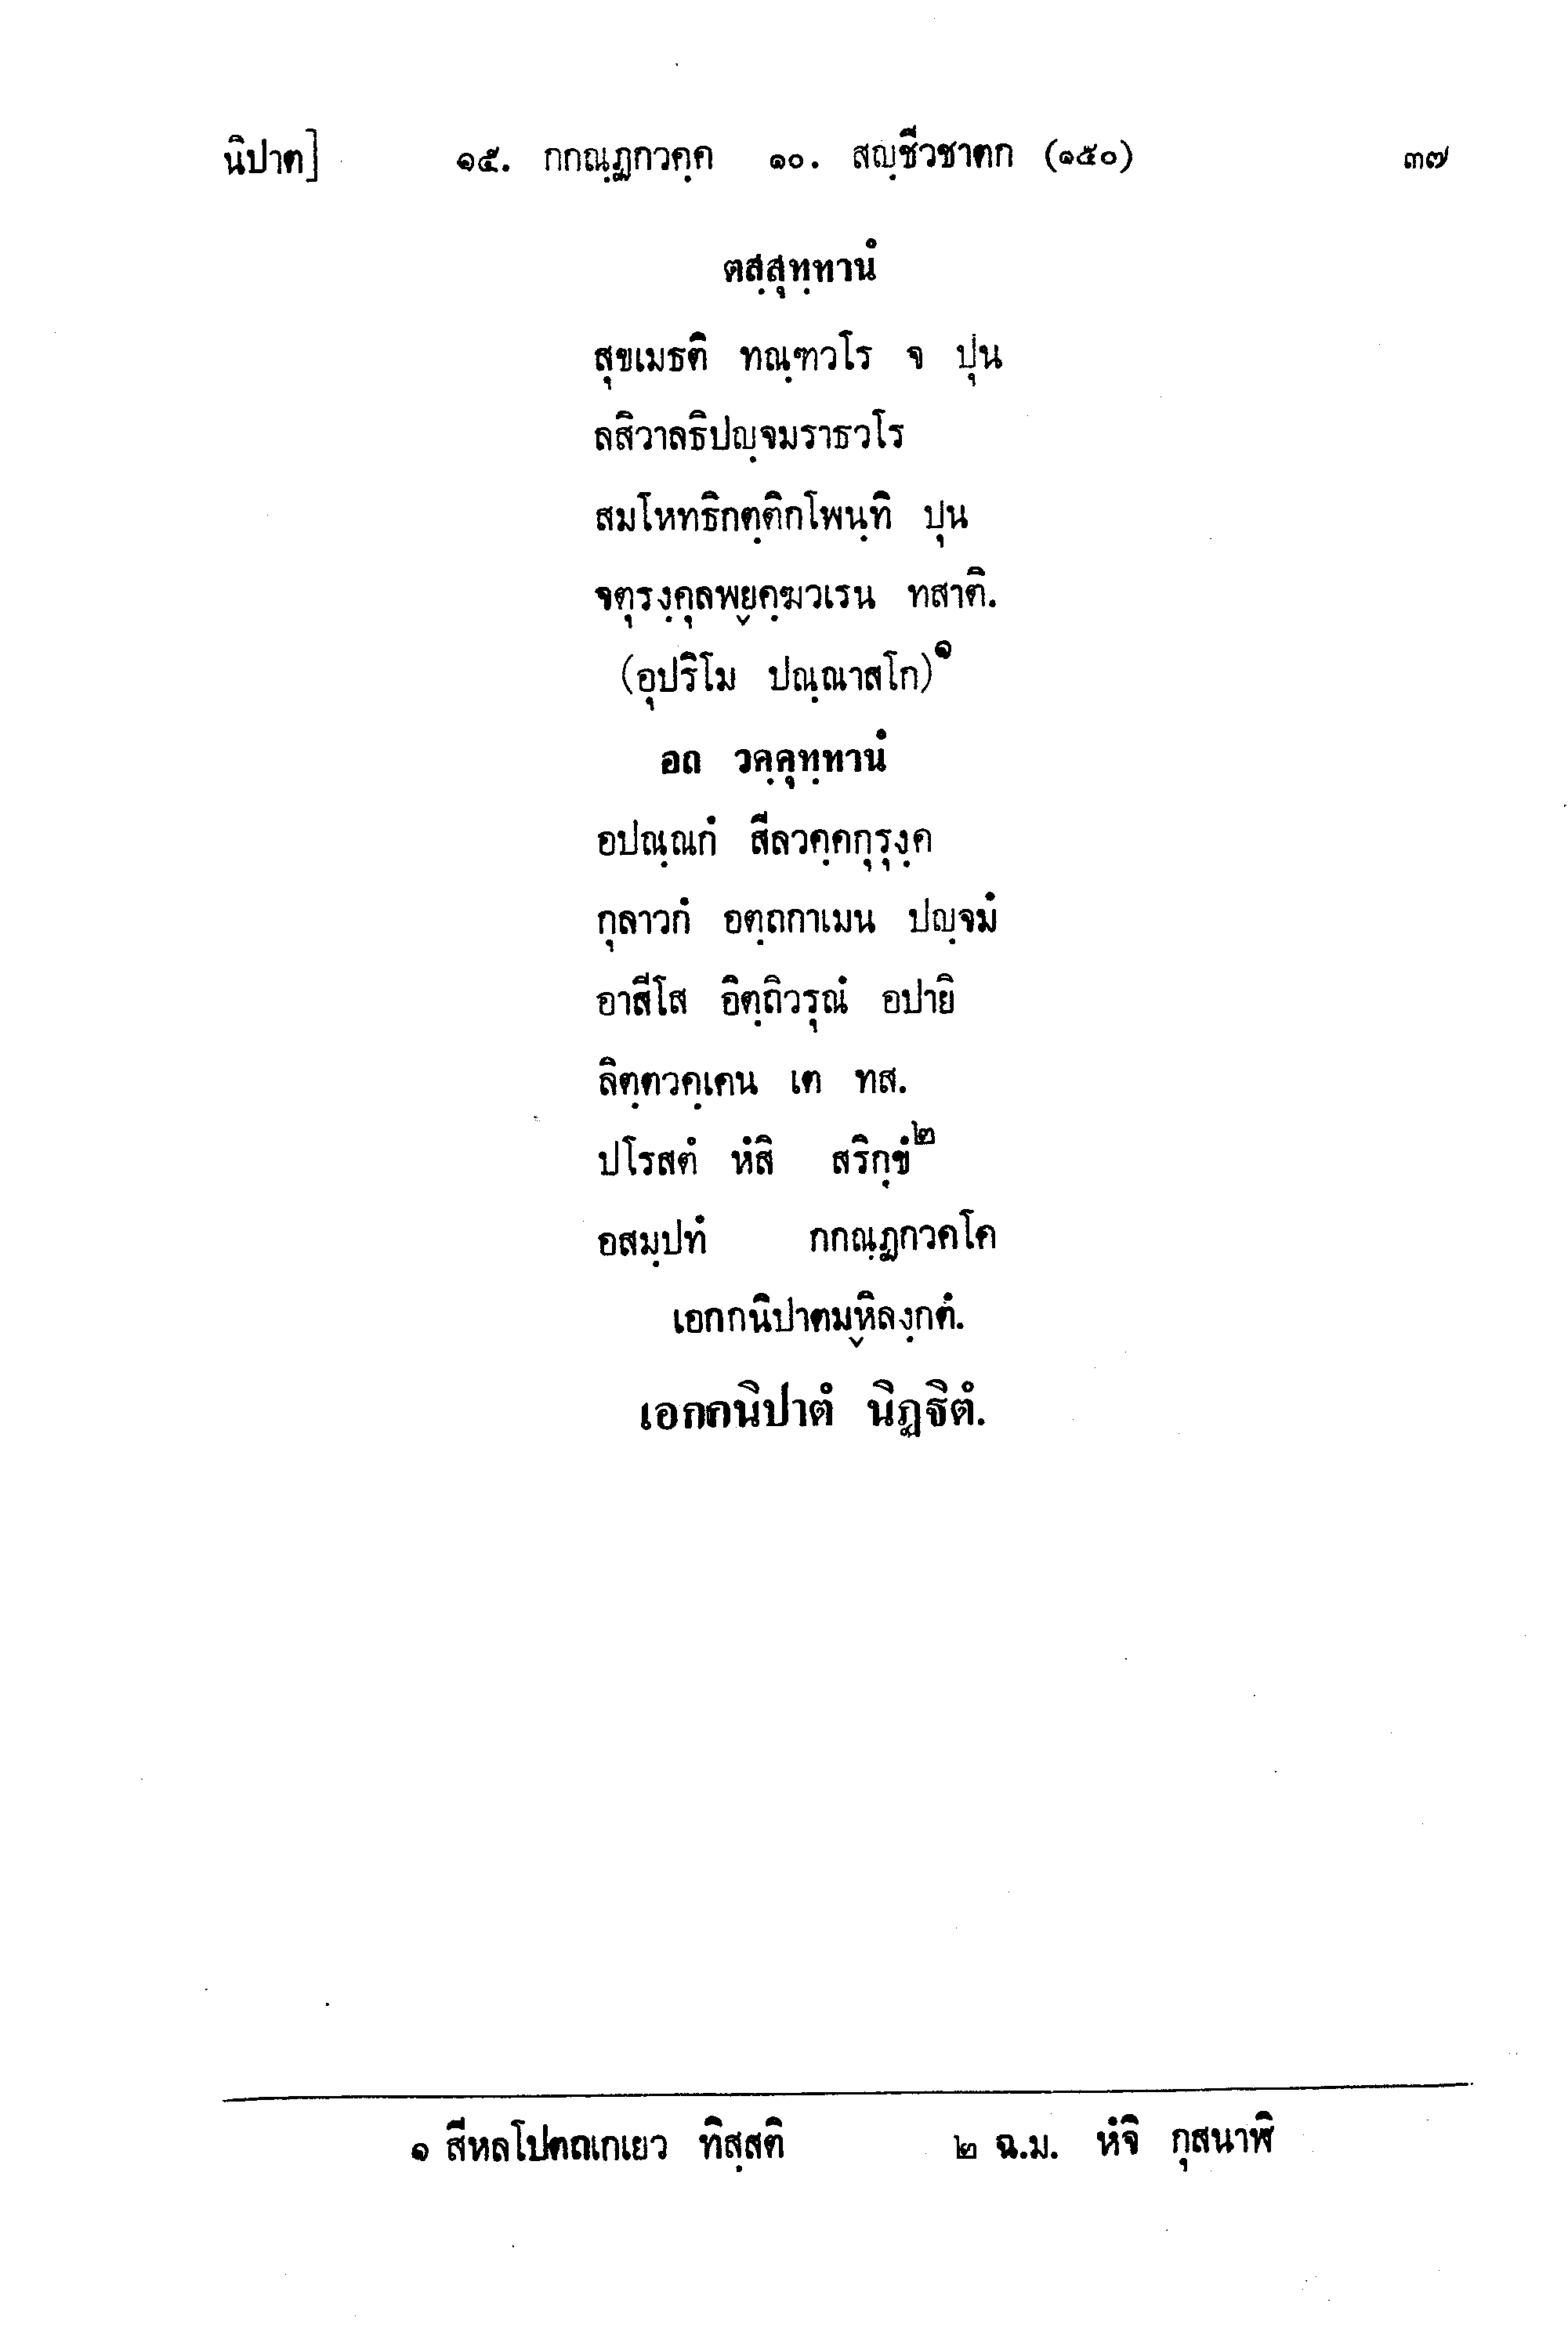 นิปาต] ๑๕. กกณฺฏกวคฺค ๑๐. สญฺชีวชาตก (๑๕๐) ๓๗
ตสฺสุทฺทานํ
สุขเมธติ ทณฺฑวโร จ ปุน
ลสิวาลธิปญฺจมราธวโร
สมโหทธิกตฺติกโพนฺทิ ปุน
จตุรงฺคุลพฺยคฺฆวเรน ทสาติ.
(อุปริโม ปณฺณาสโก)๑
อถ วคฺคุทฺทานํ
อปณฺณกํ สีลวคฺคกุรุงฺค
กุลาวกํ อตฺถกาเมน ปญฺจมํ
อาสีโส อิตฺถิวรุณํ อปายิ
ลิตฺตวคฺเคน เต ทส.
ปโรสตํ หํสิ สริกฺขํ๒
อสมฺปทํ กกณฺฏกวคโค
เอกกนิปาตมฺหิลงฺกตํ.
เอกกนิปาตํ นิฏฐิตํ.
๑ สีหลโปตถเกเยว ทิสฺสติ ๒ ฉ.ม. หํจิ กุสนาฬิ